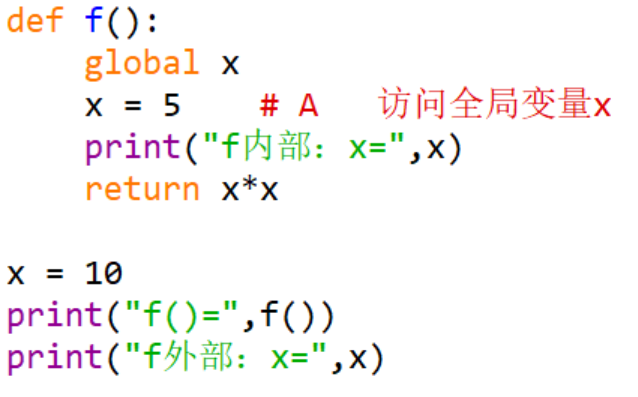 def f():
    global x
    x = 5    # A   访问全局变量x
    print("f内部：x=",x)
    return x*x

x = 10
print("f()=",f())
print("f外部：x=",x)